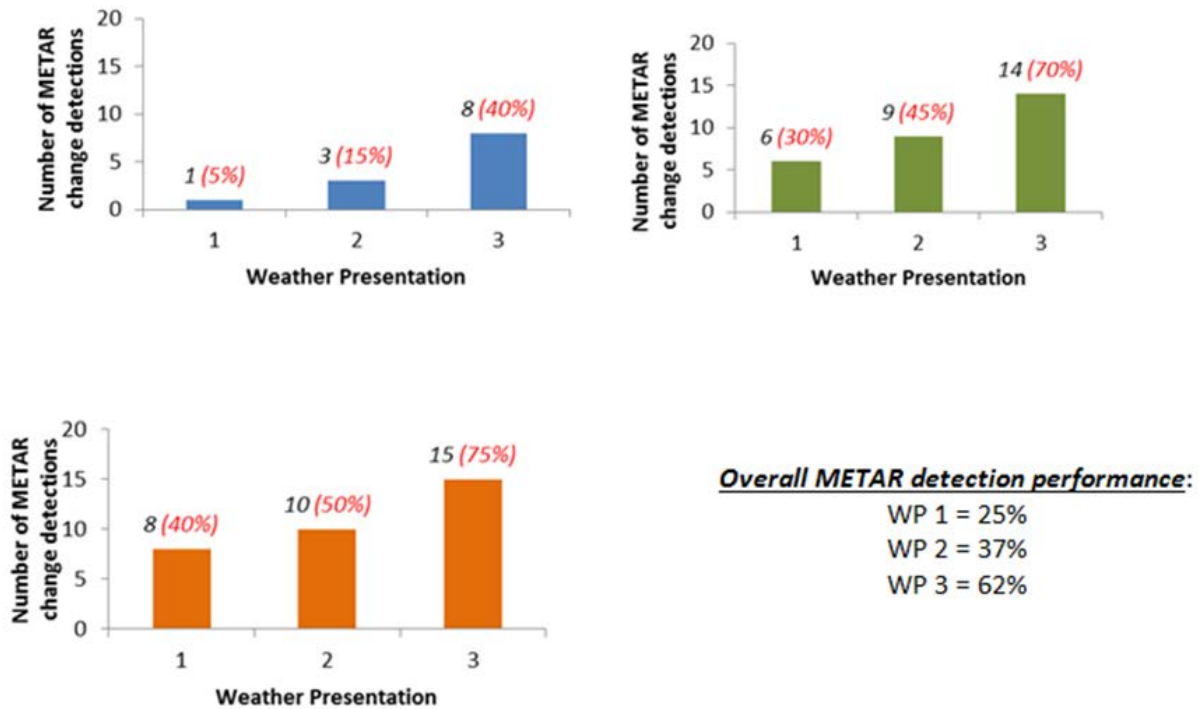 Number of METAR
change detections
20
15
10
5
0
1 (5%)
3 (15%)
8 (40%)
1
2
3
Weather Presentation
Number of METAR
change detections
20
15
10
5
0
6 (30%)
9 (45%)
14 (70%)
1
2
3
Weather Presentation
Number of METAR
change detections
20
15
10
5
0
8 (40%)
10 (50%)
15 (75%)
1
2
3
Weather Presentation
Overall METAR detection performance:
WP 1 = 25%
WP 2 = 37%
WP 3 = 62%